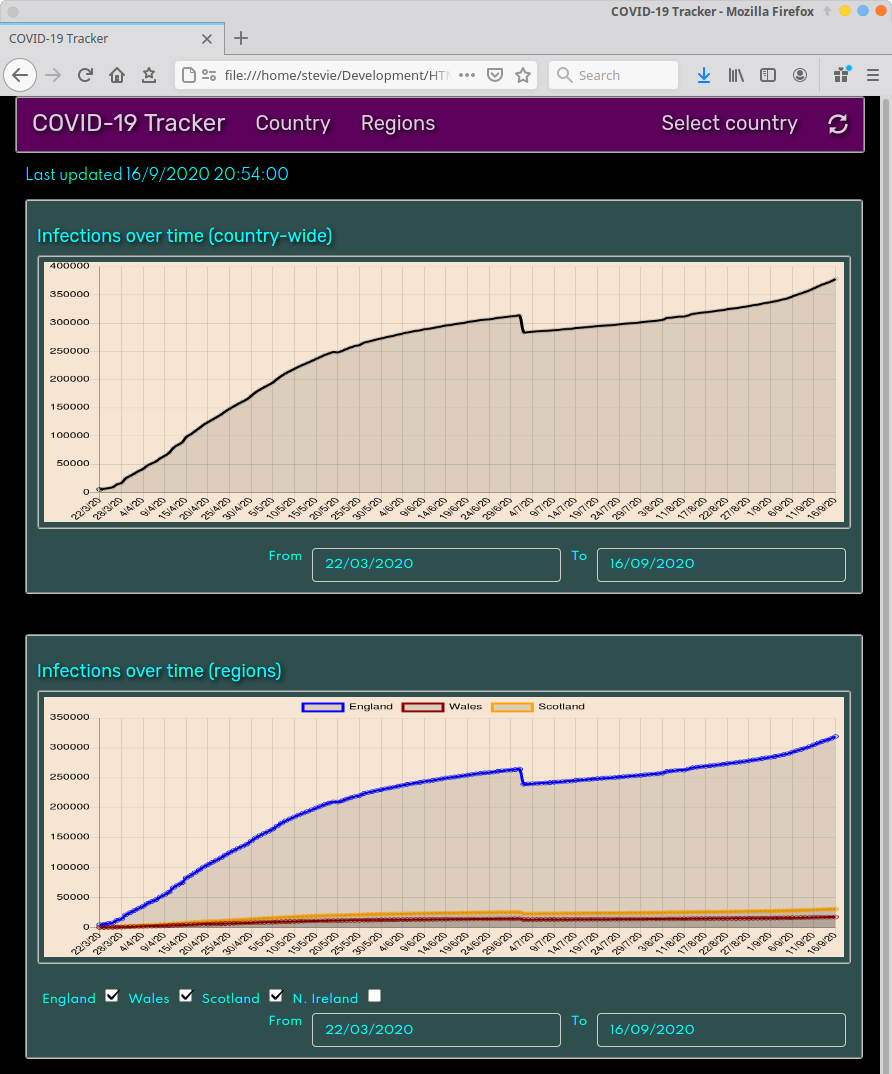 COVID-19 Tracker - Mozilla Firefox
COVID-19 Tracker
file:///home/stevie/Development/HT
Search
COVID-19 Tracker Country Regions Select country
Last updated 16/9/2020 20:54:00
Infections over time (country-wide)
400000
350000
300000
250000
200000
150000
100000
50000
0
22/3/20 28/3/20 4/4/20 9/4/20 15/4/20 20/4/20 25/4/20 30/4/20 5/5/20 10/5/20 15/5/20 20/5/20 25/5/20 30/5/20 4/6/20 9/6/20 14/6/20 19/6/20 24/6/20 29/6/20 4/7/20 9/7/20 14/7/20 19/7/20 24/7/20 29/7/20 3/8/20 11/8/20 17/8/20 22/8/20 27/8/20 1/9/20 6/9/20 11/9/20 16/9/20
From 22/03/2020 To 16/09/2020
Infections over time (regions)
England Wales Scotland
350000
300000
250000
200000
150000
100000
50000
0
22/3/20 28/3/20 4/4/20 9/4/20 15/4/20 20/4/20 25/4/20 30/4/20 5/5/20 10/5/20 15/5/20 20/5/20 25/5/20 30/5/20 4/6/20 9/6/20 14/6/20 19/6/20 24/6/20 29/6/20 4/7/20 9/7/20 14/7/20 19/7/20 24/7/20 29/7/20 3/8/20 11/8/20 17/8/20 22/8/20 27/8/20 1/9/20 6/9/20 11/9/20 16/9/20
England Wales Scotland N. Ireland
From 22/03/2020 To 16/09/2020